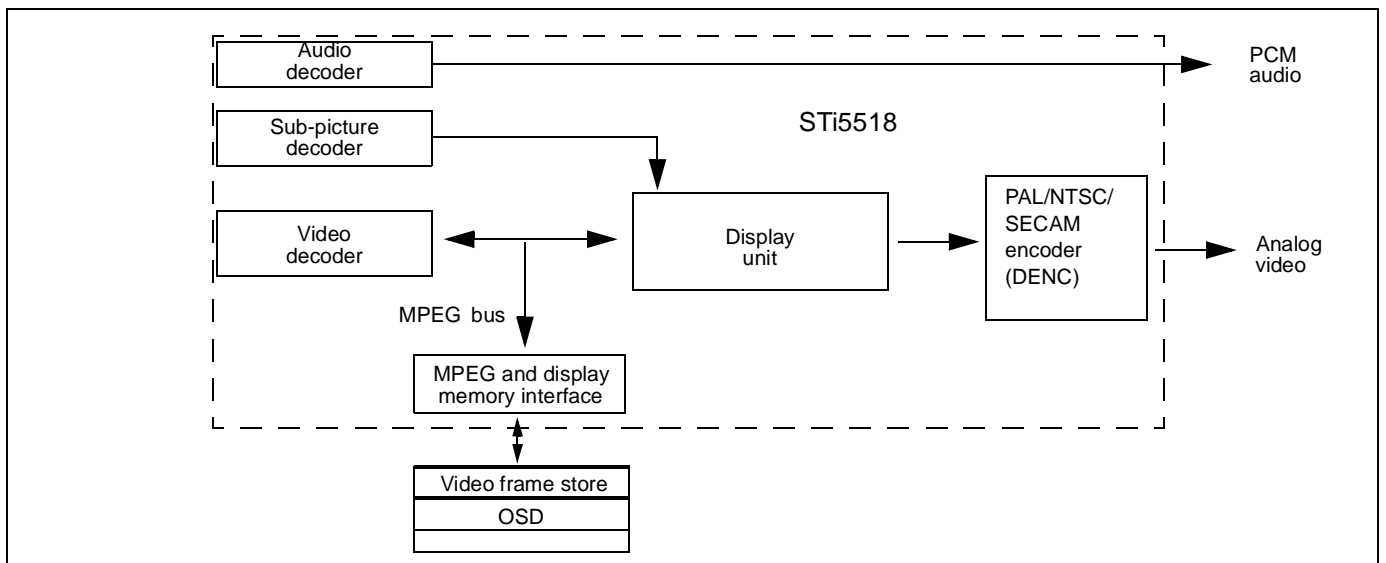 Audio
decoder
PCM
audio
Sub-picture
decoder
STi5518
Video
decoder
Display
unit
PAL/NTSC/
SECAM
encoder
(DENC)
Analog
video
MPEG bus
MPEG and display
memory interface
Video frame store
OSD